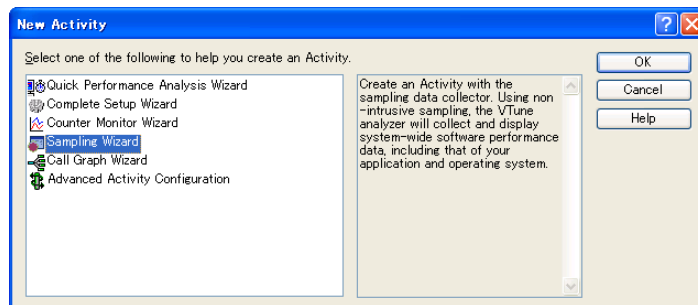 New Activity
Select one of the following to help you create an Activity.
Quick Performance Analysis Wizard
Complete Setup Wizard
Counter Monitor Wizard
Sampling Wizard
Call Graph Wizard
Advanced Activity Configuration
Create an Activity with the
sampling data collector. Using non
-intrusive sampling, the VTune
analyzer will collect and display
system-wide software performance
data, including that of your
application and operating system.
OK
Cancel
Help